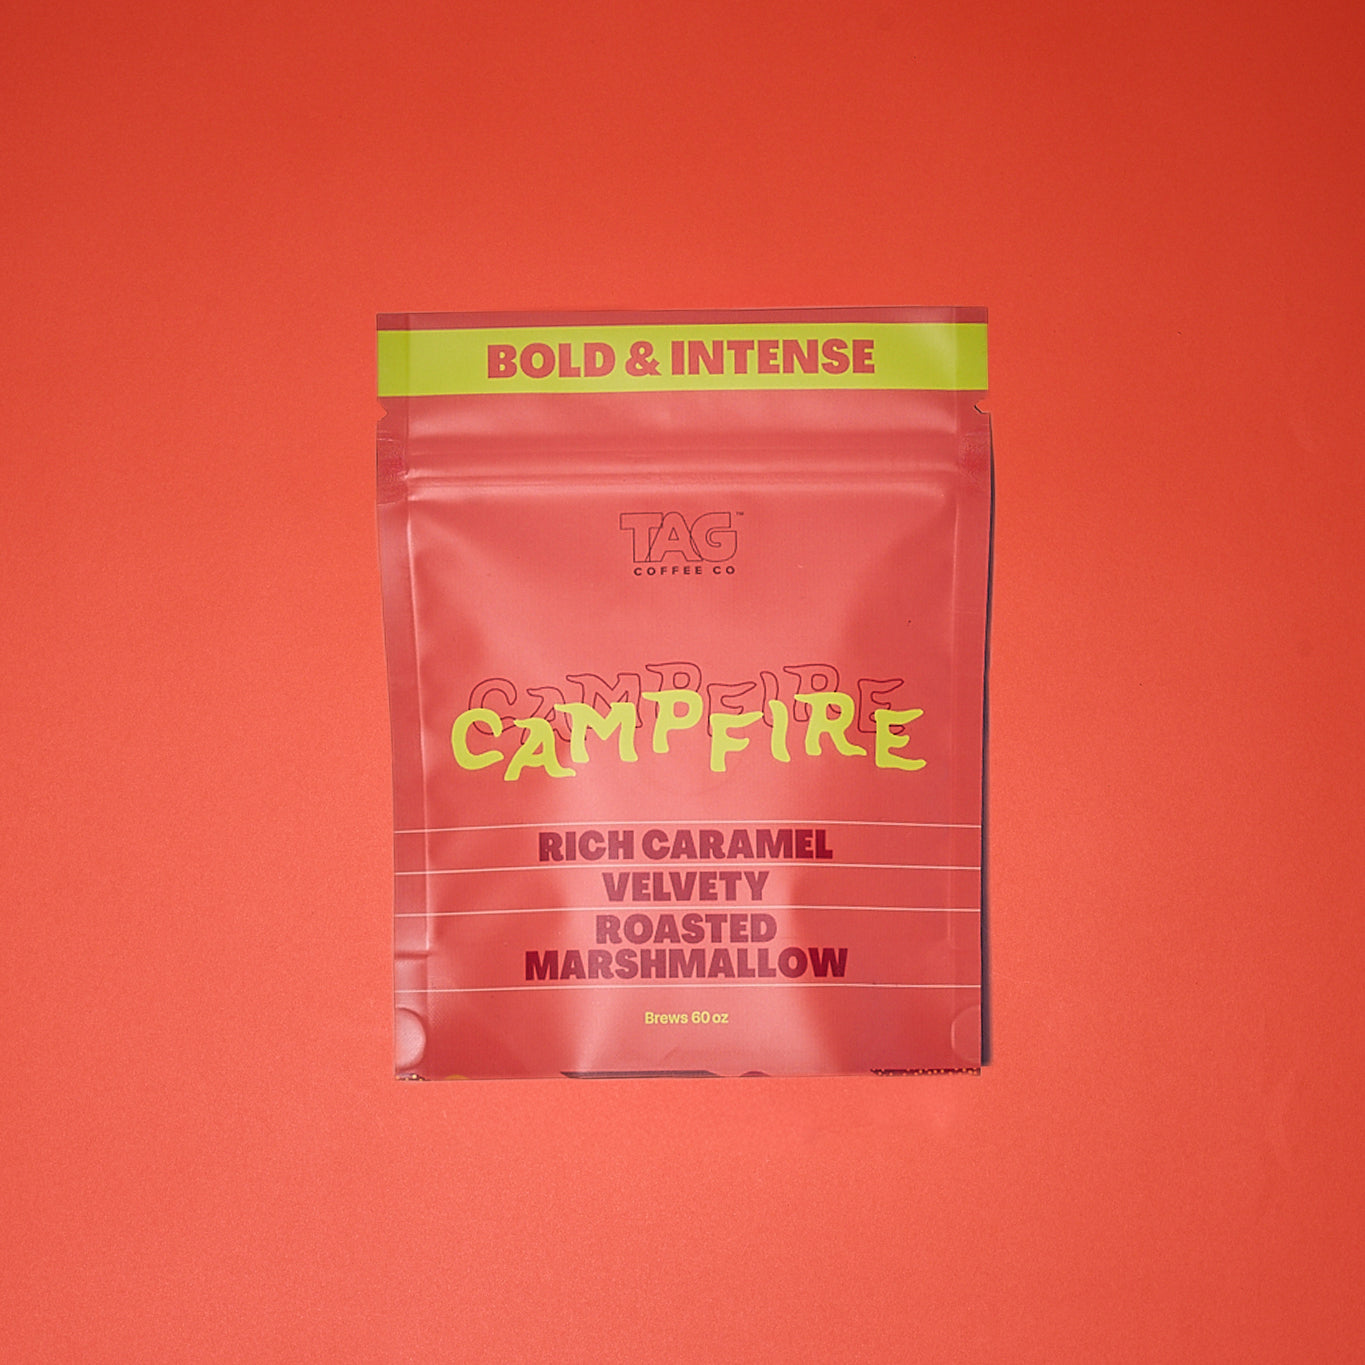 BOLD & INTENSE
TAG™
COFFEE CO
CAMPFIRE
CAMPFIRE
RICH CARAMEL
VELVETY
ROASTED
MARSHMALLOW
Brews 60 oz